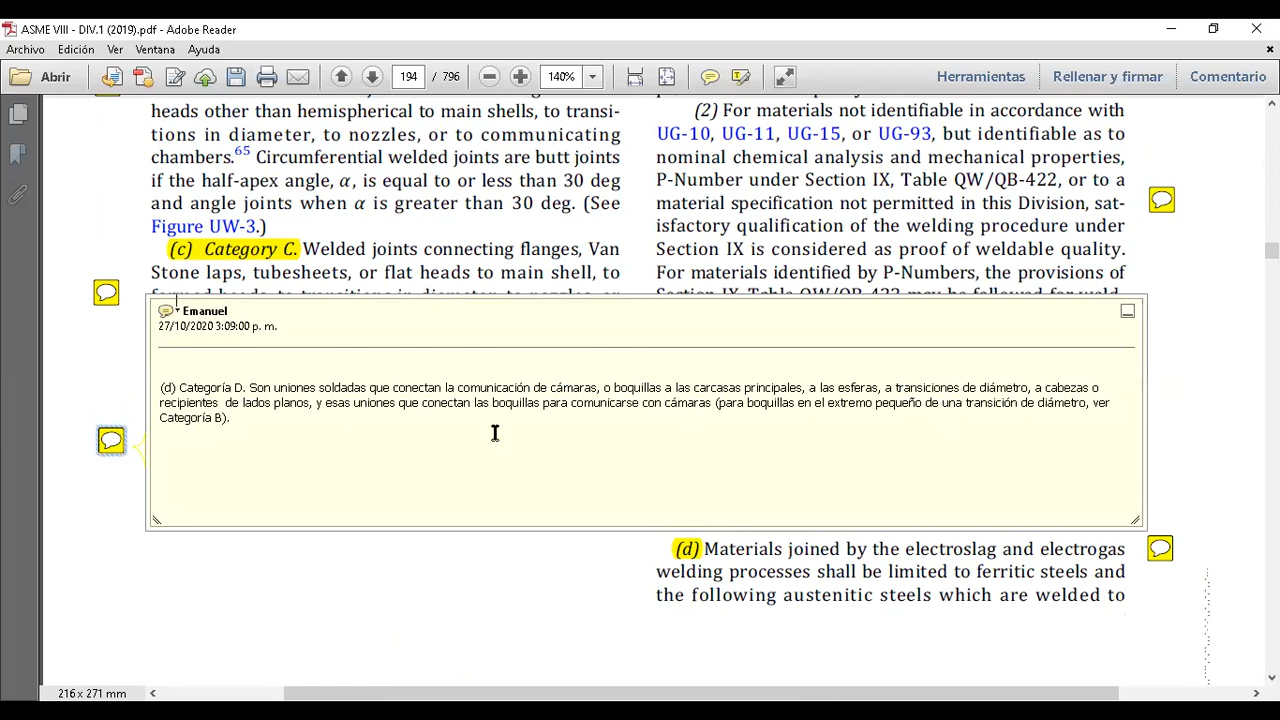 ASME VIII - DIV.1 (2019).pdf - Adobe Reader
Archivo Edición Ver Ventana Ayuda
Abrir 194 / 796 140% Herramientas Rellenar y firmar Comentario
heads other than hemispherical to main shells, to transi-
tions in diameter, to nozzles, or to communicating
chambers.65 Circumferential welded joints are butt joints
if the half-apex angle, α, is equal to or less than 30 deg
and angle joints when α is greater than 30 deg. (See
Figure UW-3.)
(c) Category C. Welded joints connecting flanges, Van
Stone laps, tubesheets, or flat heads to main shell, to
Emanuel
27/10/2020 3:09:00 p. m.
(d) Categoría D. Son uniones soldadas que conectan la comunicación de cámaras, o boquillas a las carcasas principales, a las esferas, a transiciones de diámetro, a cabezas o
recipientes de lados planos, y esas uniones que conectan las boquillas para comunicarse con cámaras (para boquillas en el extremo pequeño de una transición de diámetro, ver
Categoría B).
(2) For materials not identifiable in accordance with
UG-10, UG-11, UG-15, or UG-93, but identifiable as to
nominal chemical analysis and mechanical properties,
P-Number under Section IX, Table QW/QB-422, or to a
material specification not permitted in this Division, sat-
isfactory qualification of the welding procedure under
Section IX is considered as proof of weldable quality.
For materials identified by P-Numbers, the provisions of
(d) Materials joined by the electroslag and electrogas
welding processes shall be limited to ferritic steels and
the following austenitic steels which are welded to
216 x 271 mm